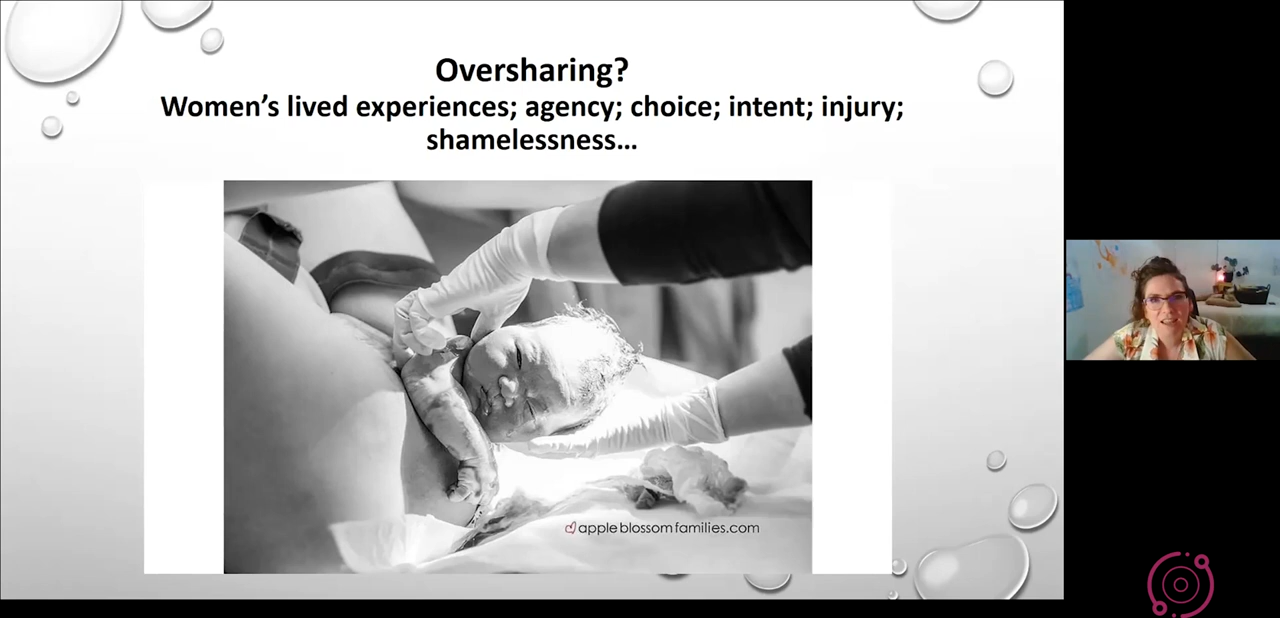 Oversharing?
Women’s lived experiences; agency; choice; intent; injury;
shamelessness…
appleblossomfamilies.com